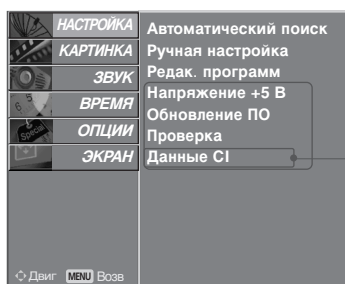 НАСТРОЙКА
КАРТИНКА
ЗВУК
ВРЕМЯ
ОПЦИИ
ЭКРАН
Автоматический поиск
Ручная настройка
Редак. программ
Напряжение +5 В
Обновление ПО
Проверка
Данные CI
Special
Двиг MENU Возв